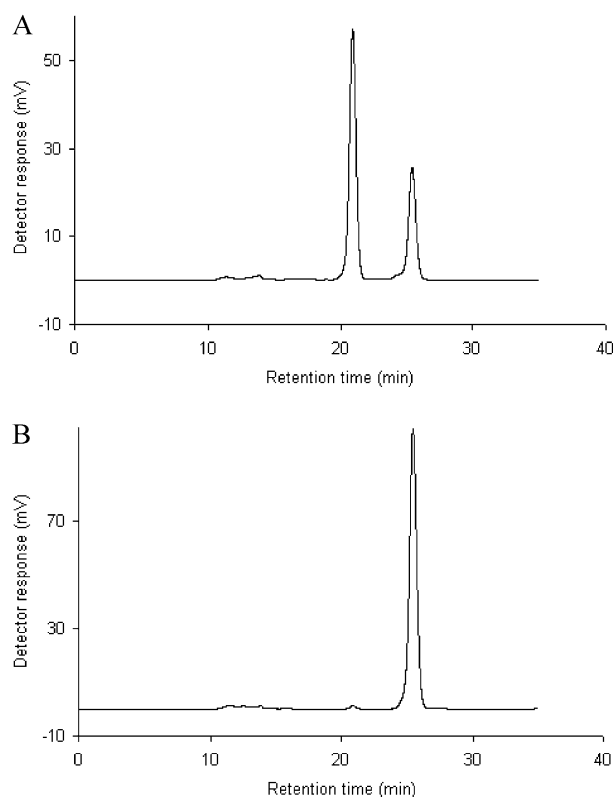 A
Detector response (mV)
50
30
10
-10
0 10 20 30 40
Retention time (min)
B
Detector response (mV)
70
30
-10
0 10 20 30 40
Retention time (min)